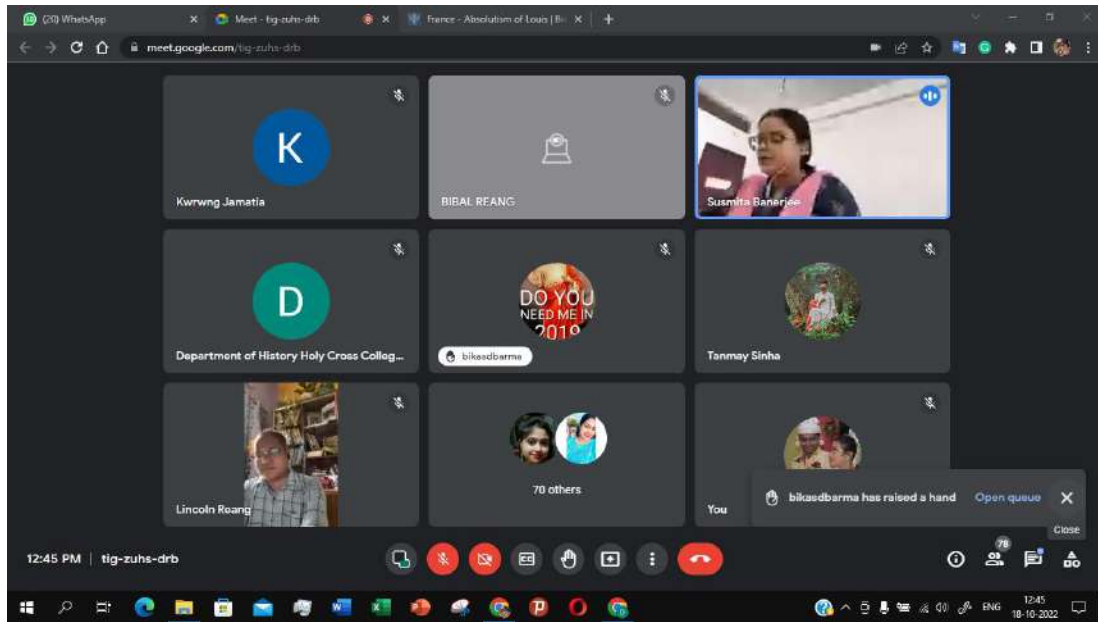 (20) WhatsApp
Meet - tig-zuhs-drb
France - Absolutism of Louis | Br
meet.google.com/tig-zuhs-drb
K
Kwrwng Jamatia
BIBAL REANG
Susmita Banerjee
D
Department of History Holy Cross Colleg...
DO YOU
NEED ME IN
2019
bikasdbarma
Tanmay Sinha
Lincoln Reang
70 others
You
bikasdbarma has raised a hand
Open queue
Close
12:45 PM | tig-zuhs-drb
78
ENG
12:45
18-10-2022